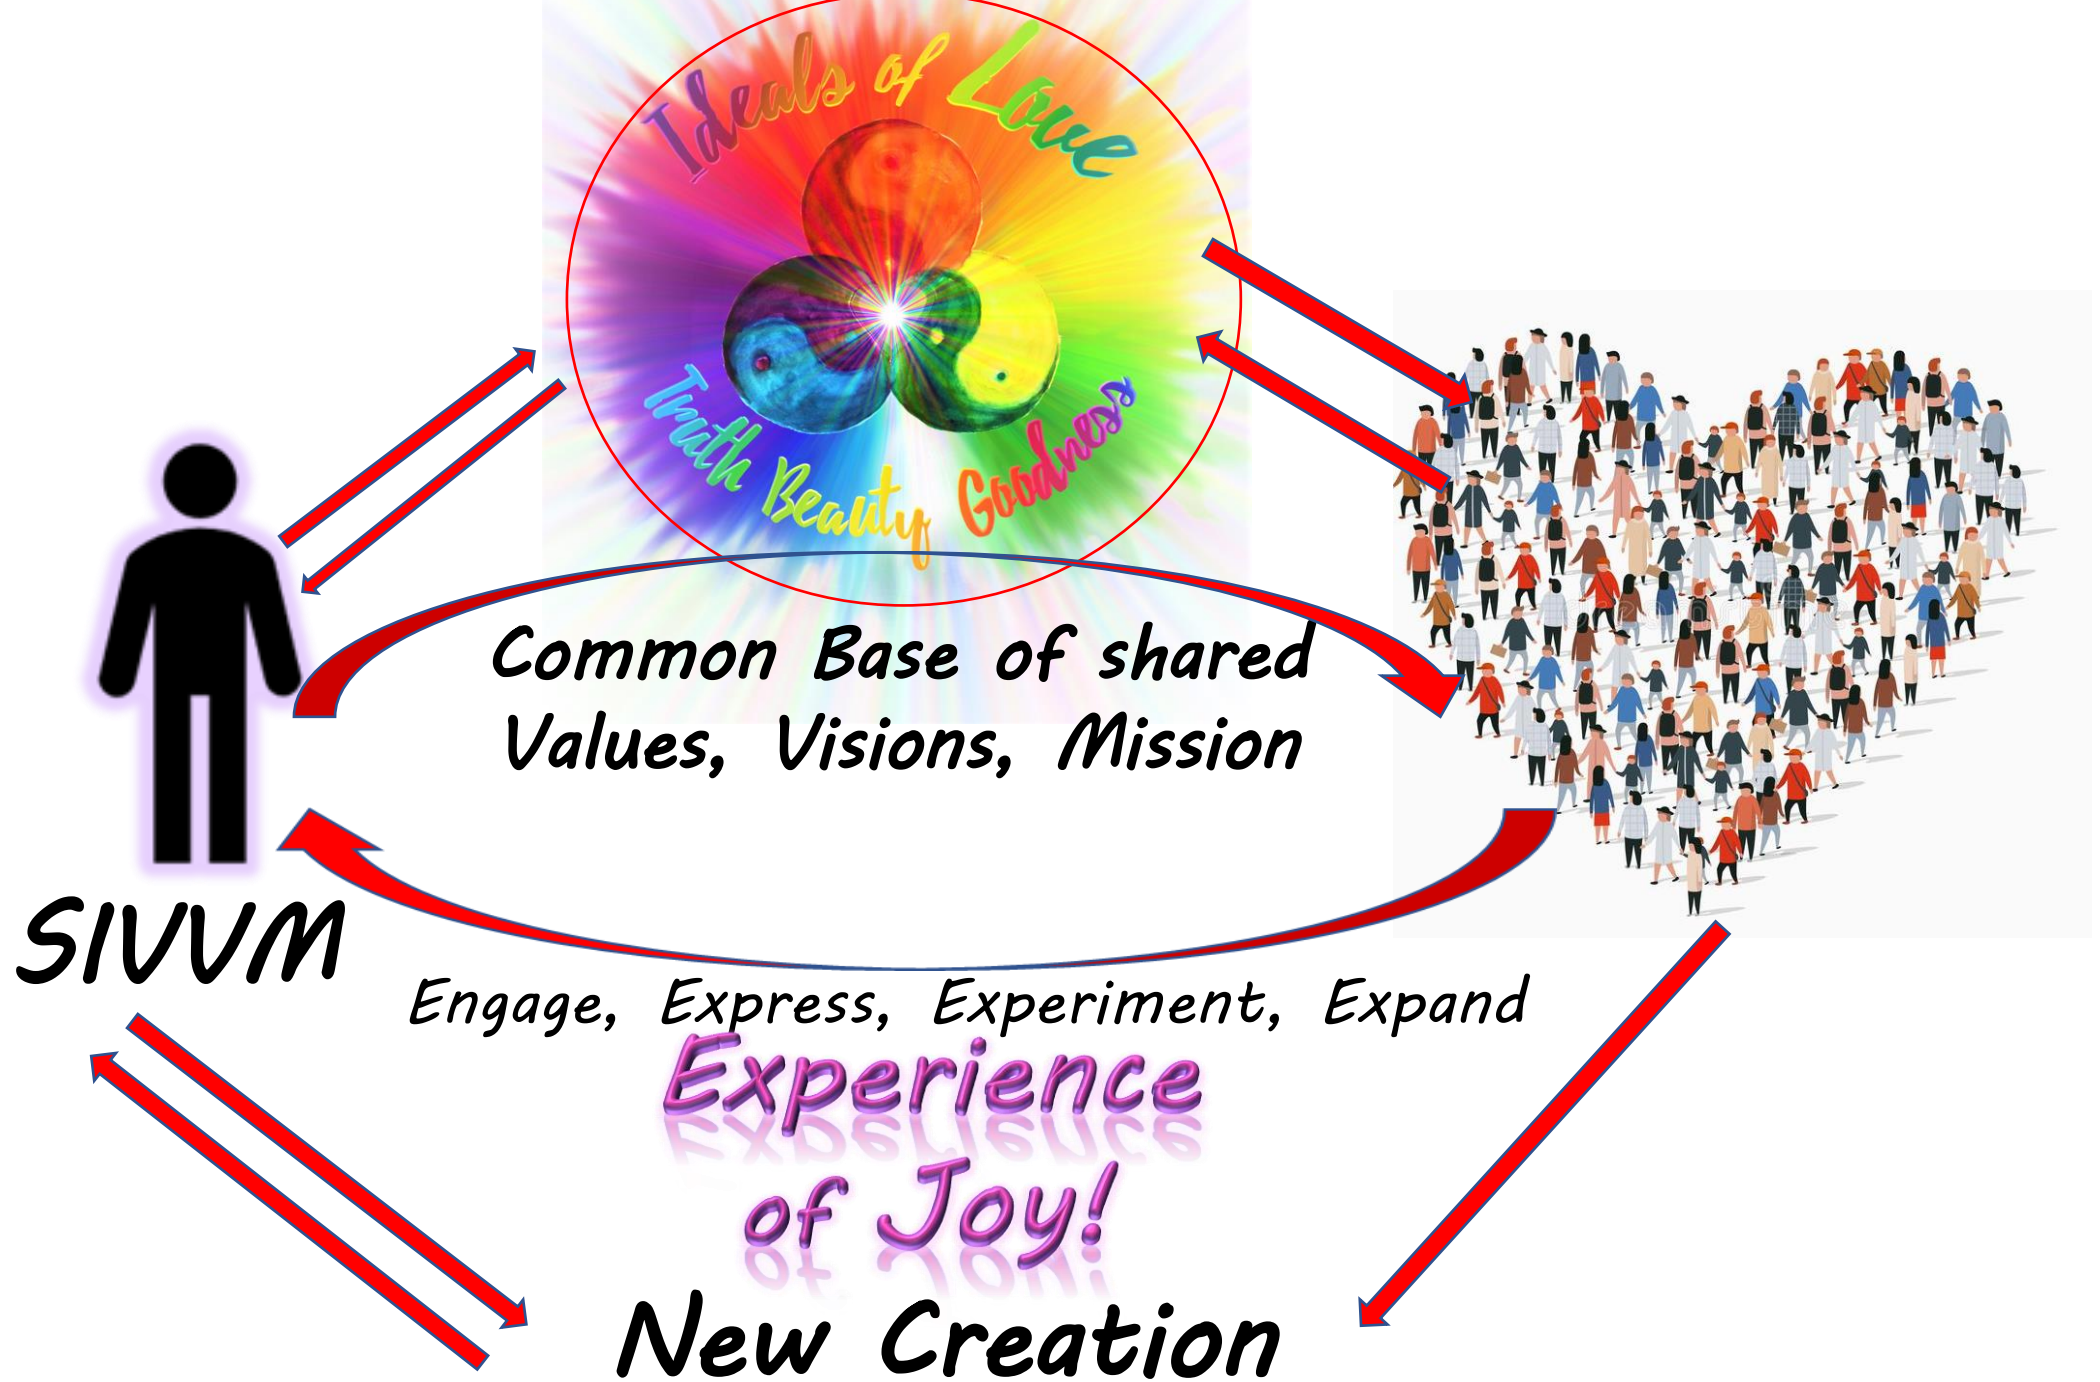 Ideals of Love
Truth Beauty Goodness
Common Base of shared
Values, Visions, Mission
SIVVM
Engage, Express, Experiment, Expand
Experience
of Joy!
New Creation